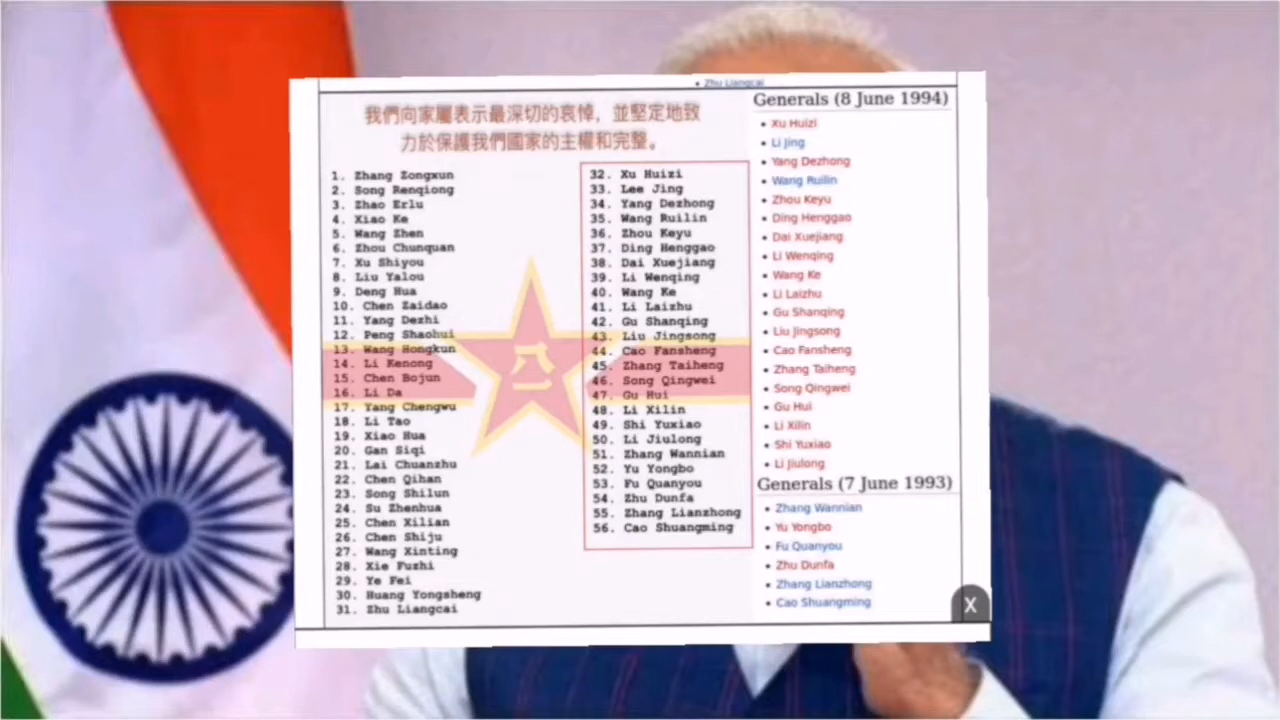 Zhu Liangcai
我們向家屬表示最深切的哀悼，並堅定地致
力於保護我們國家的主權和完整。
1. Zhang Zongxun
2. Song Renqiong
3. Zhao Erlu
4. Xiao Ke
5. Wang Zhen
6. Zhou Chunquan
7. Xu Shiyou
8. Liu Yalou
9. Deng Hua
10. Chen Zaidao
11. Yang Dezhi
12. Peng Shaohui
13. Wang Hongkun
14. Li Kenong
15. Chen Bojun
16. Li Da
17. Yang Chengwu
18. Li Tao
19. Xiao Hua
20. Gan Siqi
21. Lai Chuanzhu
22. Chen Qihan
23. Song Shilun
24. Su Zhenhua
25. Chen Xilian
26. Chen Shiju
27. Wang Xinting
28. Xie Fuzhi
29. Ye Fei
30. Huang Yongsheng
31. Zhu Liangcai
八一
32. Xu Huizi
33. Lee Jing
34. Yang Dezhong
35. Wang Ruilin
36. Zhou Keyu
37. Ding Henggao
38. Dai Xuejiang
39. Li Wenqing
40. Wang Ke
41. Li Laizhu
42. Gu Shanqing
43. Liu Jingsong
44. Cao Fansheng
45. Zhang Taiheng
46. Song Qingwei
47. Gu Hui
48. Li Xilin
49. Shi Yuxiao
50. Li Jiulong
51. Zhang Wannian
52. Yu Yongbo
53. Fu Quanyou
54. Zhu Dunfa
55. Zhang Lianzhong
56. Cao Shuangming
Generals (8 June 1994)
Xu Huizi
Li Jing
Yang Dezhong
Wang Ruilin
Zhou Keyu
Ding Henggao
Dai Xuejiang
Li Wenqing
Wang Ke
Li Laizhu
Gu Shanqing
Liu Jingsong
Cao Fansheng
Zhang Taiheng
Song Qingwei
Gu Hui
Li Xilin
Shi Yuxiao
Li Jiulong
Generals (7 June 1993)
Zhang Wannian
Yu Yongbo
Fu Quanyou
Zhu Dunfa
Zhang Lianzhong
Cao Shuangming
X